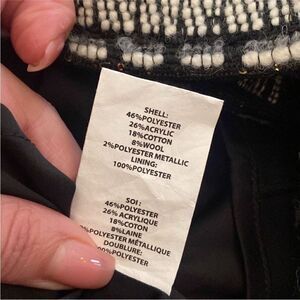 SHELL:
46%POLYESTER
26%ACRYLIC
18%COTTON
8%WOOL
2%POLYESTER METALLIC
LINING:
100%POLYESTER
SOI :
46%POLYESTER
26% ACRYLIQUE
18%COTON
8%LAINE
%POLYESTER MÉTALLIQUE
DOUBLURE:
00%POLYESTER